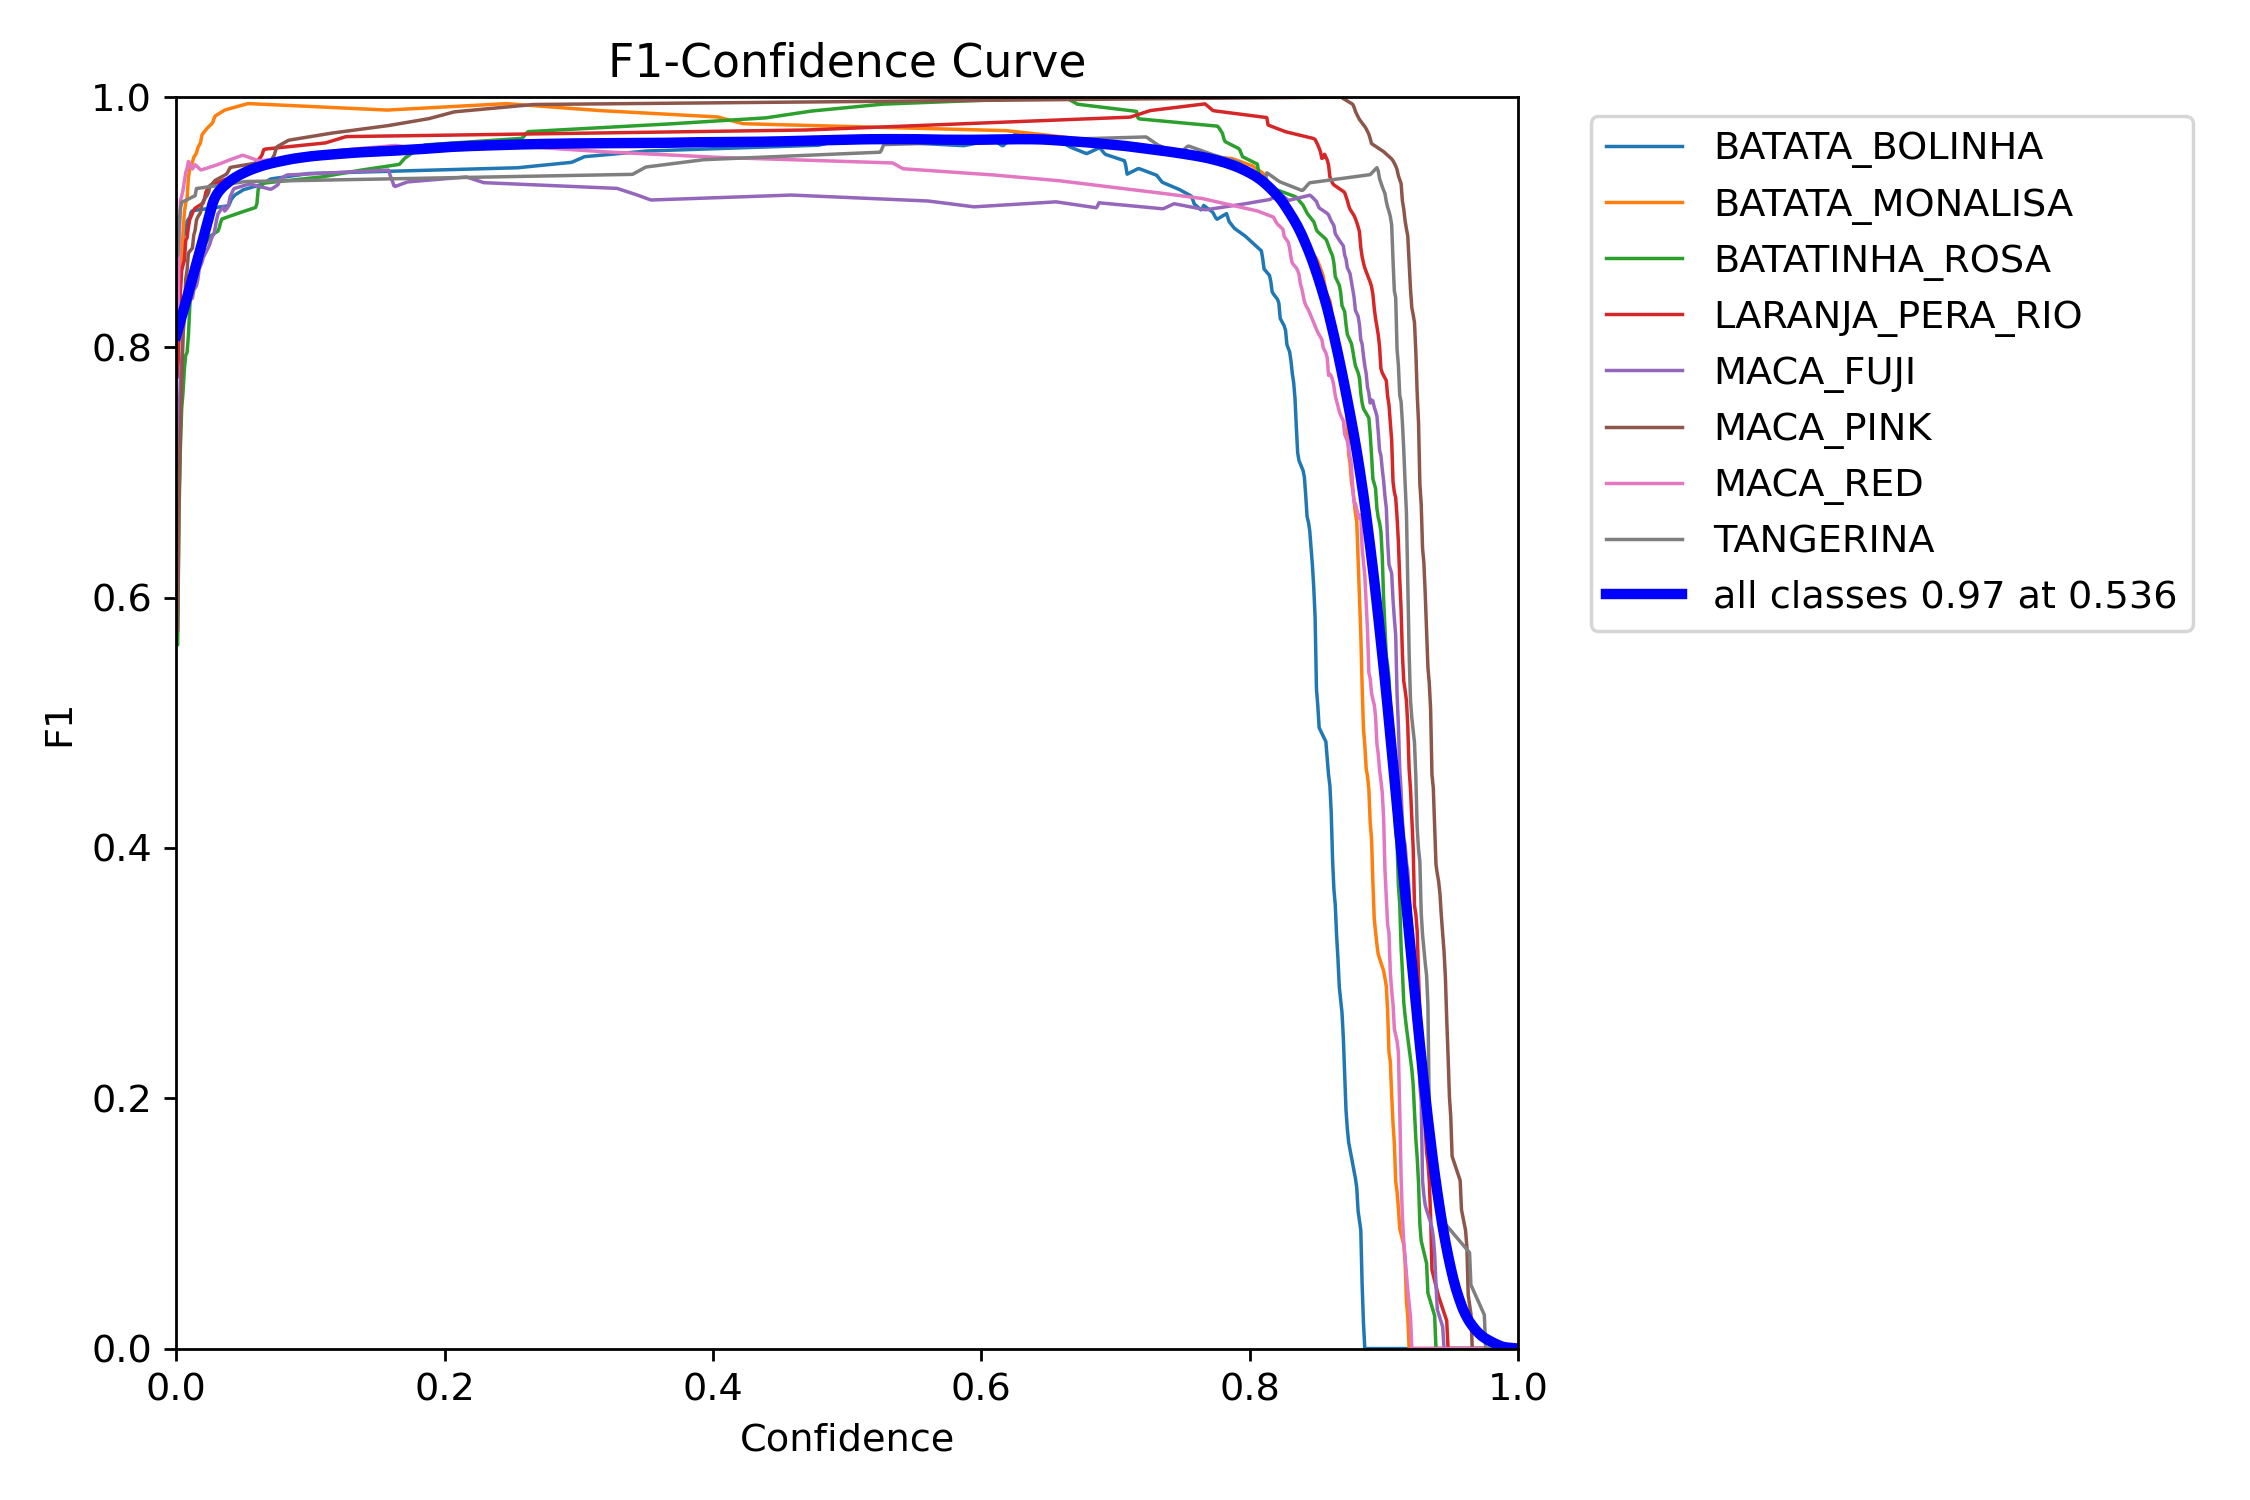 F1-Confidence Curve
1.0
0.8
0.6
0.4
0.2
0.0
F1
0.0 0.2 0.4 0.6 0.8 1.0
Confidence
BATATA_BOLINHA
BATATA_MONALISA
BATATINHA_ROSA
LARANJA_PERA_RIO
MACA_FUJI
MACA_PINK
MACA_RED
TANGERINA
all classes 0.97 at 0.536